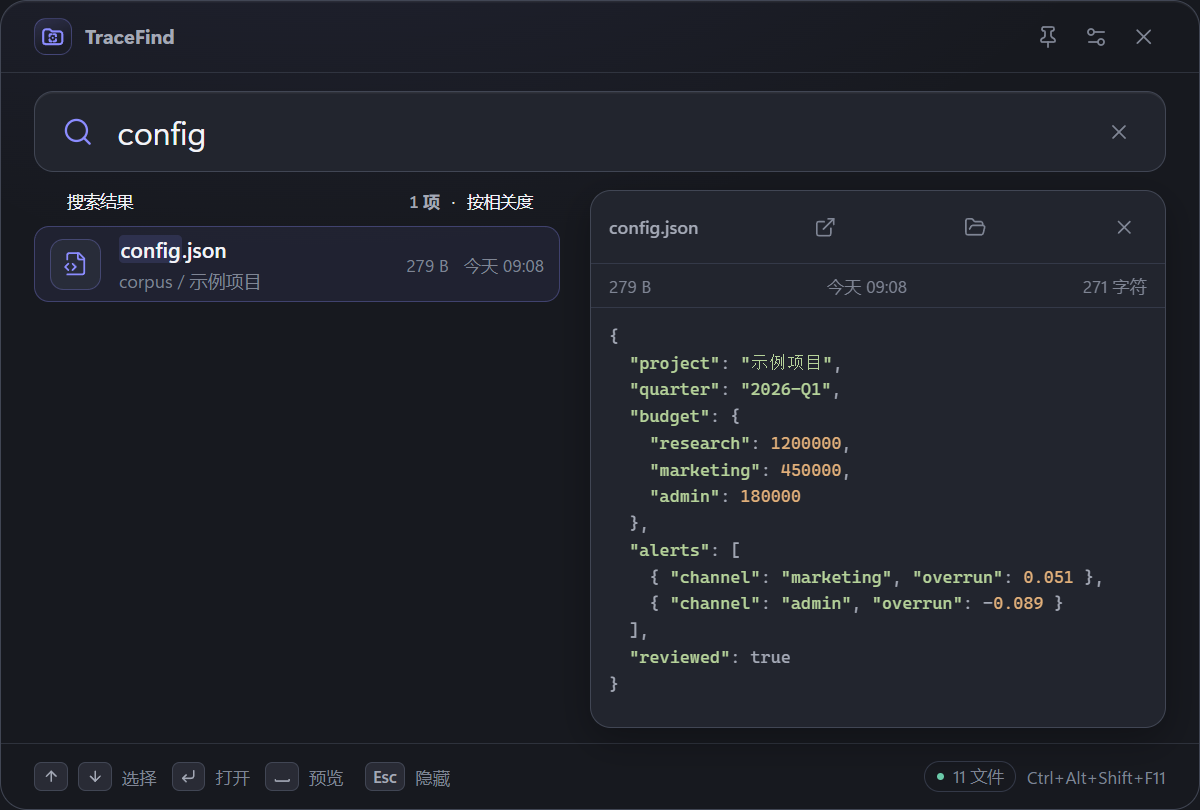 TraceFind
config
搜索结果
1 项 · 按相关度
config.json
corpus / 示例项目
279 B 今天 09:08
config.json
279 B 今天 09:08 271 字符
{
  "project": "示例项目",
  "quarter": "2026-Q1",
  "budget": {
    "research": 1200000,
    "marketing": 450000,
    "admin": 180000
  },
  "alerts": [
    { "channel": "marketing", "overrun": 0.051 },
    { "channel": "admin", "overrun": -0.089 }
  ],
  "reviewed": true
}
选择 打开 预览 Esc 隐藏
11 文件 Ctrl+Alt+Shift+F11